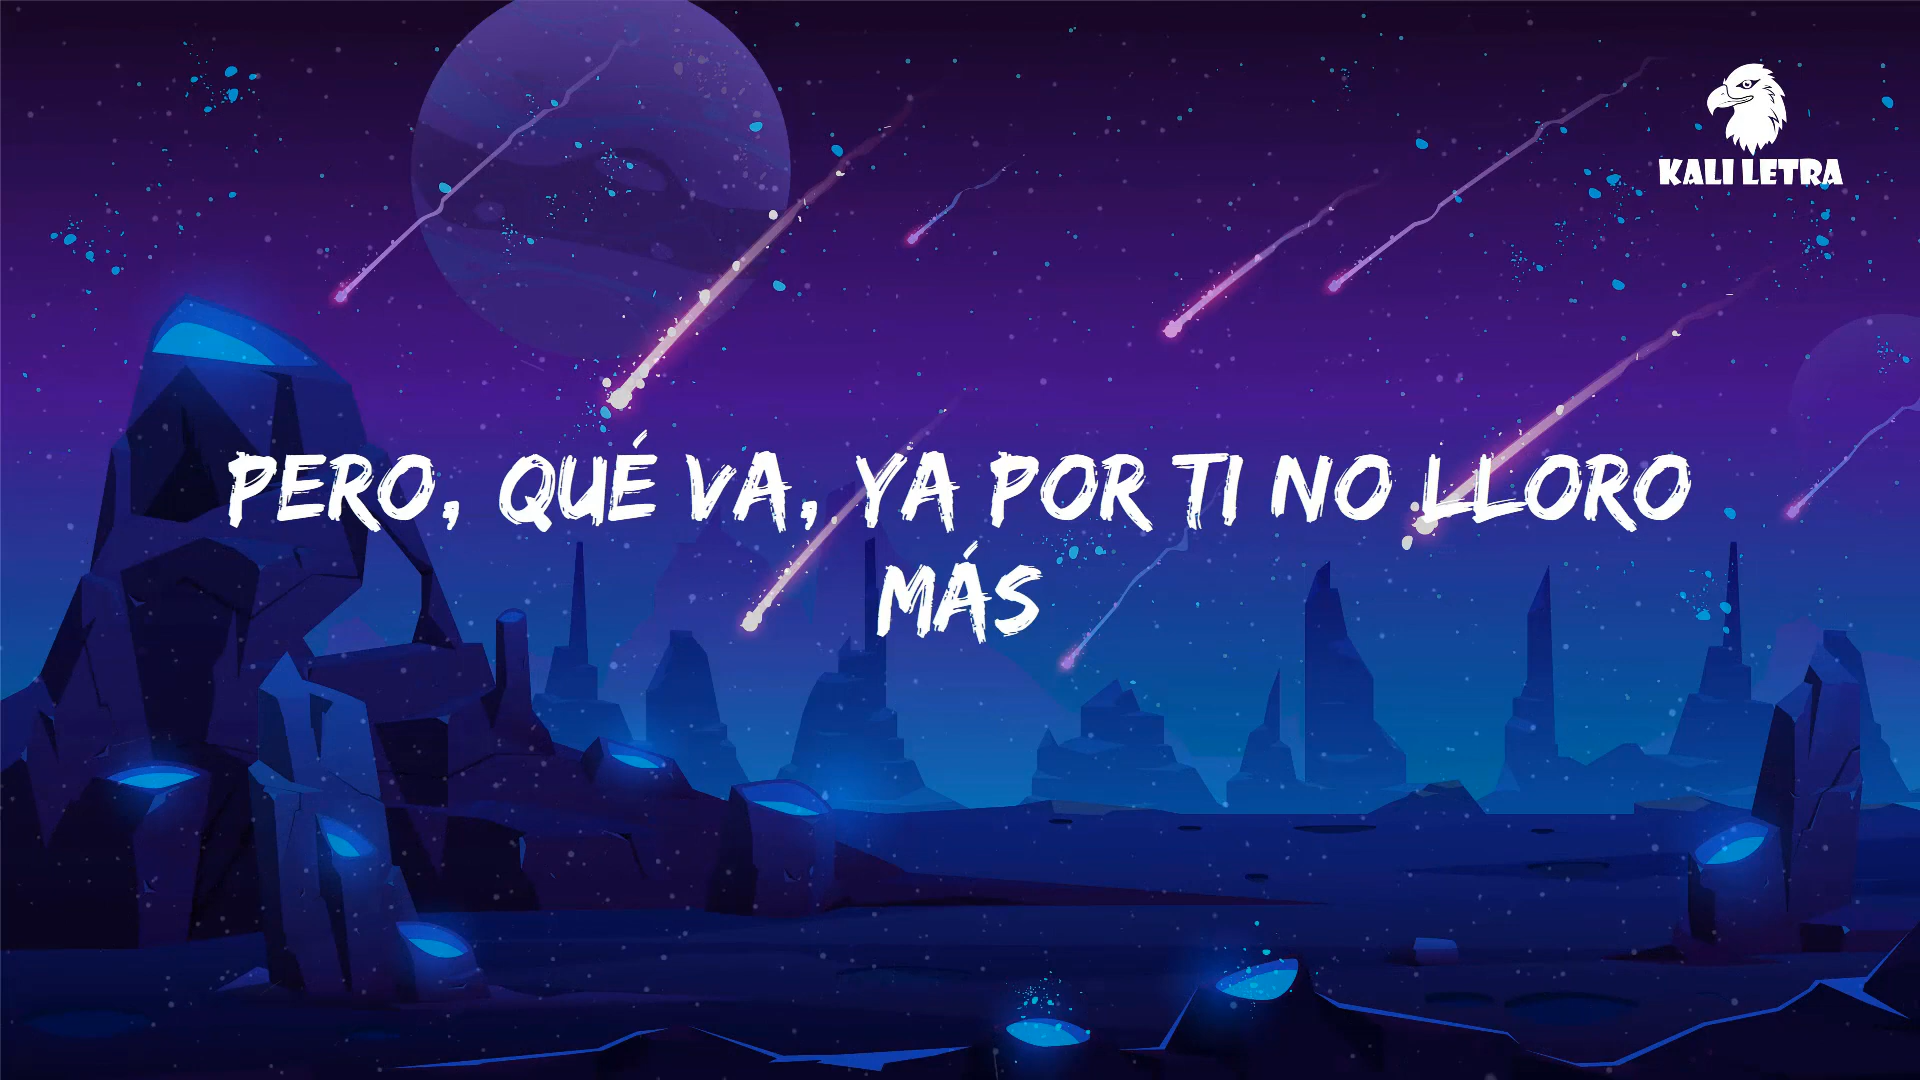 KALI LETRA
PERO, QUÉ VA, YA POR TI NO LLORO
MÁS